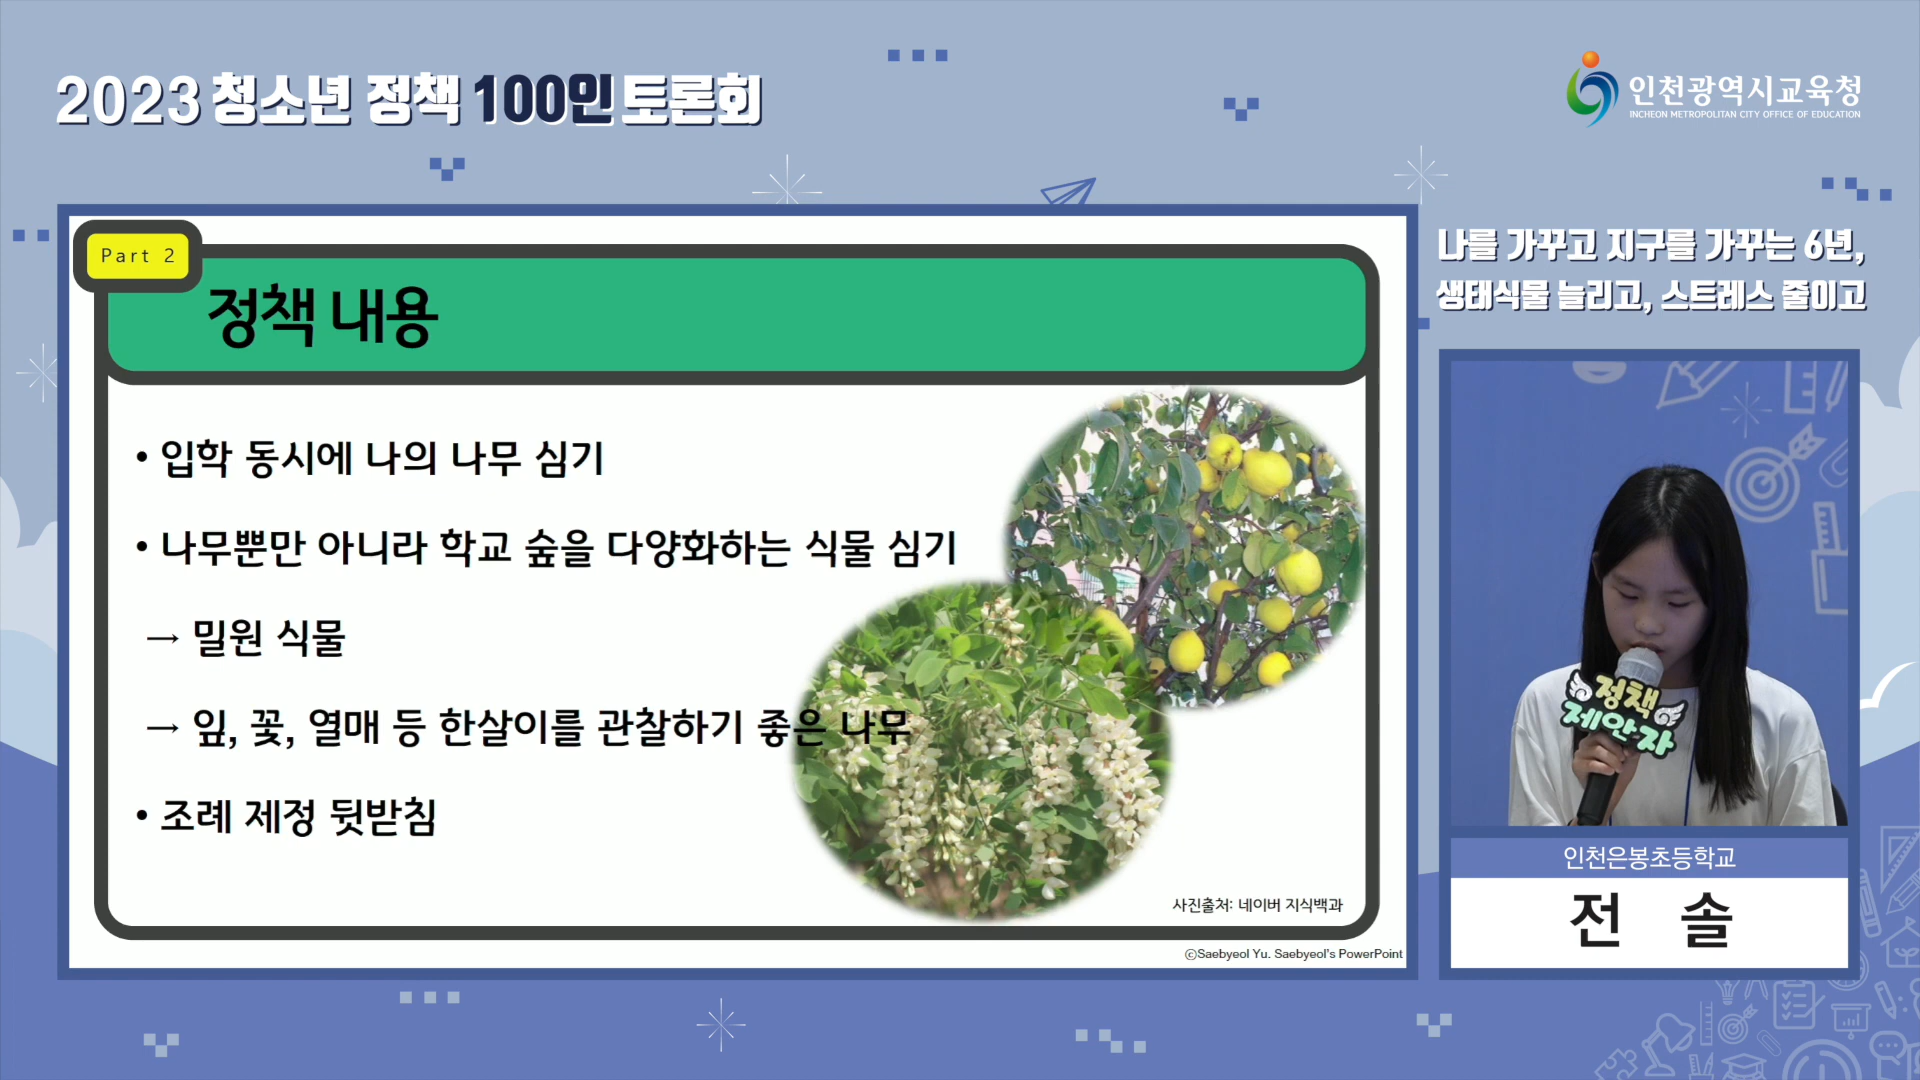 2023 청소년 정책 100인 토론회
인천광역시교육청
INCHEON METROPOLITAN CITY OFFICE OF EDUCATION
Part 2
정책 내용
• 입학 동시에 나의 나무 심기
• 나무뿐만 아니라 학교 숲을 다양화하는 식물 심기
→ 밀원 식물
→ 잎, 꽃, 열매 등 한살이를 관찰하기 좋은 나무
• 조례 제정 뒷받침
사진출처: 네이버 지식백과
ⓒSaebyeol Yu. Saebyeol's PowerPoint
나를 가꾸고 지구를 가꾸는 6년,
생태식물 늘리고, 스트레스 줄이고
정책
제안자
인천은봉초등학교
전 솔